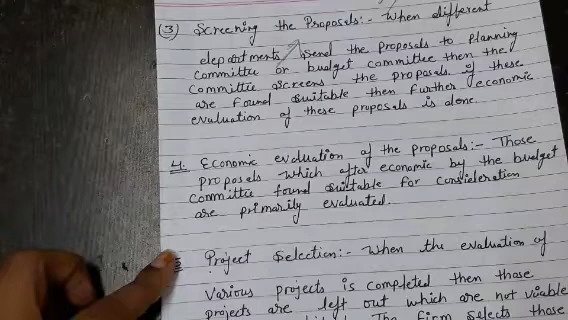 (3) Screening the Proposals:- When different
depart ments send the Proposals to Planning
committee or budget committee then the
committee screens the proposals if these
are found suitable then further economic
evaluation of these proposals is done.
4. Economic evaluation of the proposals:- Those
proposals which after economic by the budget
committee found suitable for consideration
are primarily evaluated.
5 Project Selection:- When the evaluation of
various projects is completed then those
projects are left out which are not viable
The firm selects those